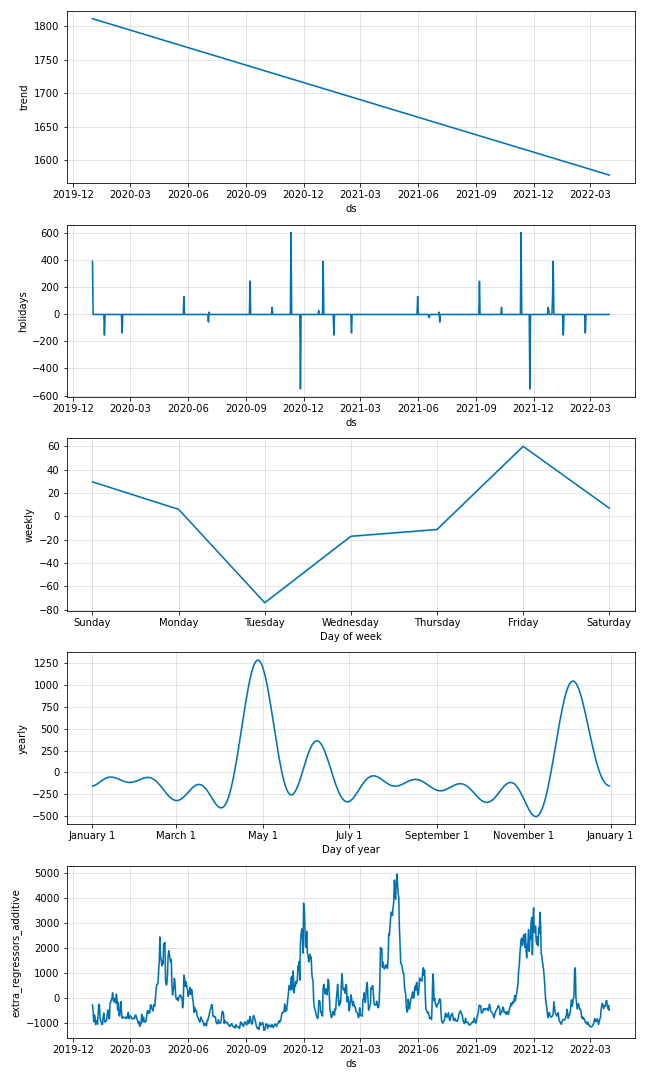 1800
1750
1700
1650
1600
trend
2019-12 2020-03 2020-06 2020-09 2020-12 2021-03 2021-06 2021-09 2021-12 2022-03
ds
600
400
200
0
−200
−400
−600
holidays
2019-12 2020-03 2020-06 2020-09 2020-12 2021-03 2021-06 2021-09 2021-12 2022-03
ds
60
40
20
0
−20
−40
−60
−80
weekly
Sunday Monday Tuesday Wednesday Thursday Friday Saturday
Day of week
1250
1000
750
500
250
0
−250
−500
yearly
January 1 March 1 May 1 July 1 September 1 November 1 January 1
Day of year
5000
4000
3000
2000
1000
0
−1000
extra_regressors_additive
2019-12 2020-03 2020-06 2020-09 2020-12 2021-03 2021-06 2021-09 2021-12 2022-03
ds